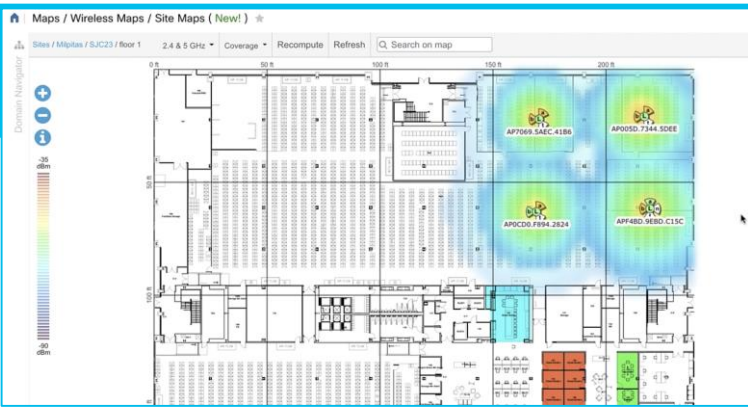 Maps / Wireless Maps / Site Maps ( New! )
Sites / Milpitas / SJC23 / floor 1
2.4 & 5 GHz
Coverage
Recompute
Refresh
Search on map
Domain Navigator
0 ft
50 ft
100 ft
150 ft
200 ft
-35
dBm
AP7069.5AEC.41B6
AP005D.7344.5DEE
50 ft
AP0CD0.F894.2824
APF4BD.9EBD.C15C
100 ft
-90
dBm